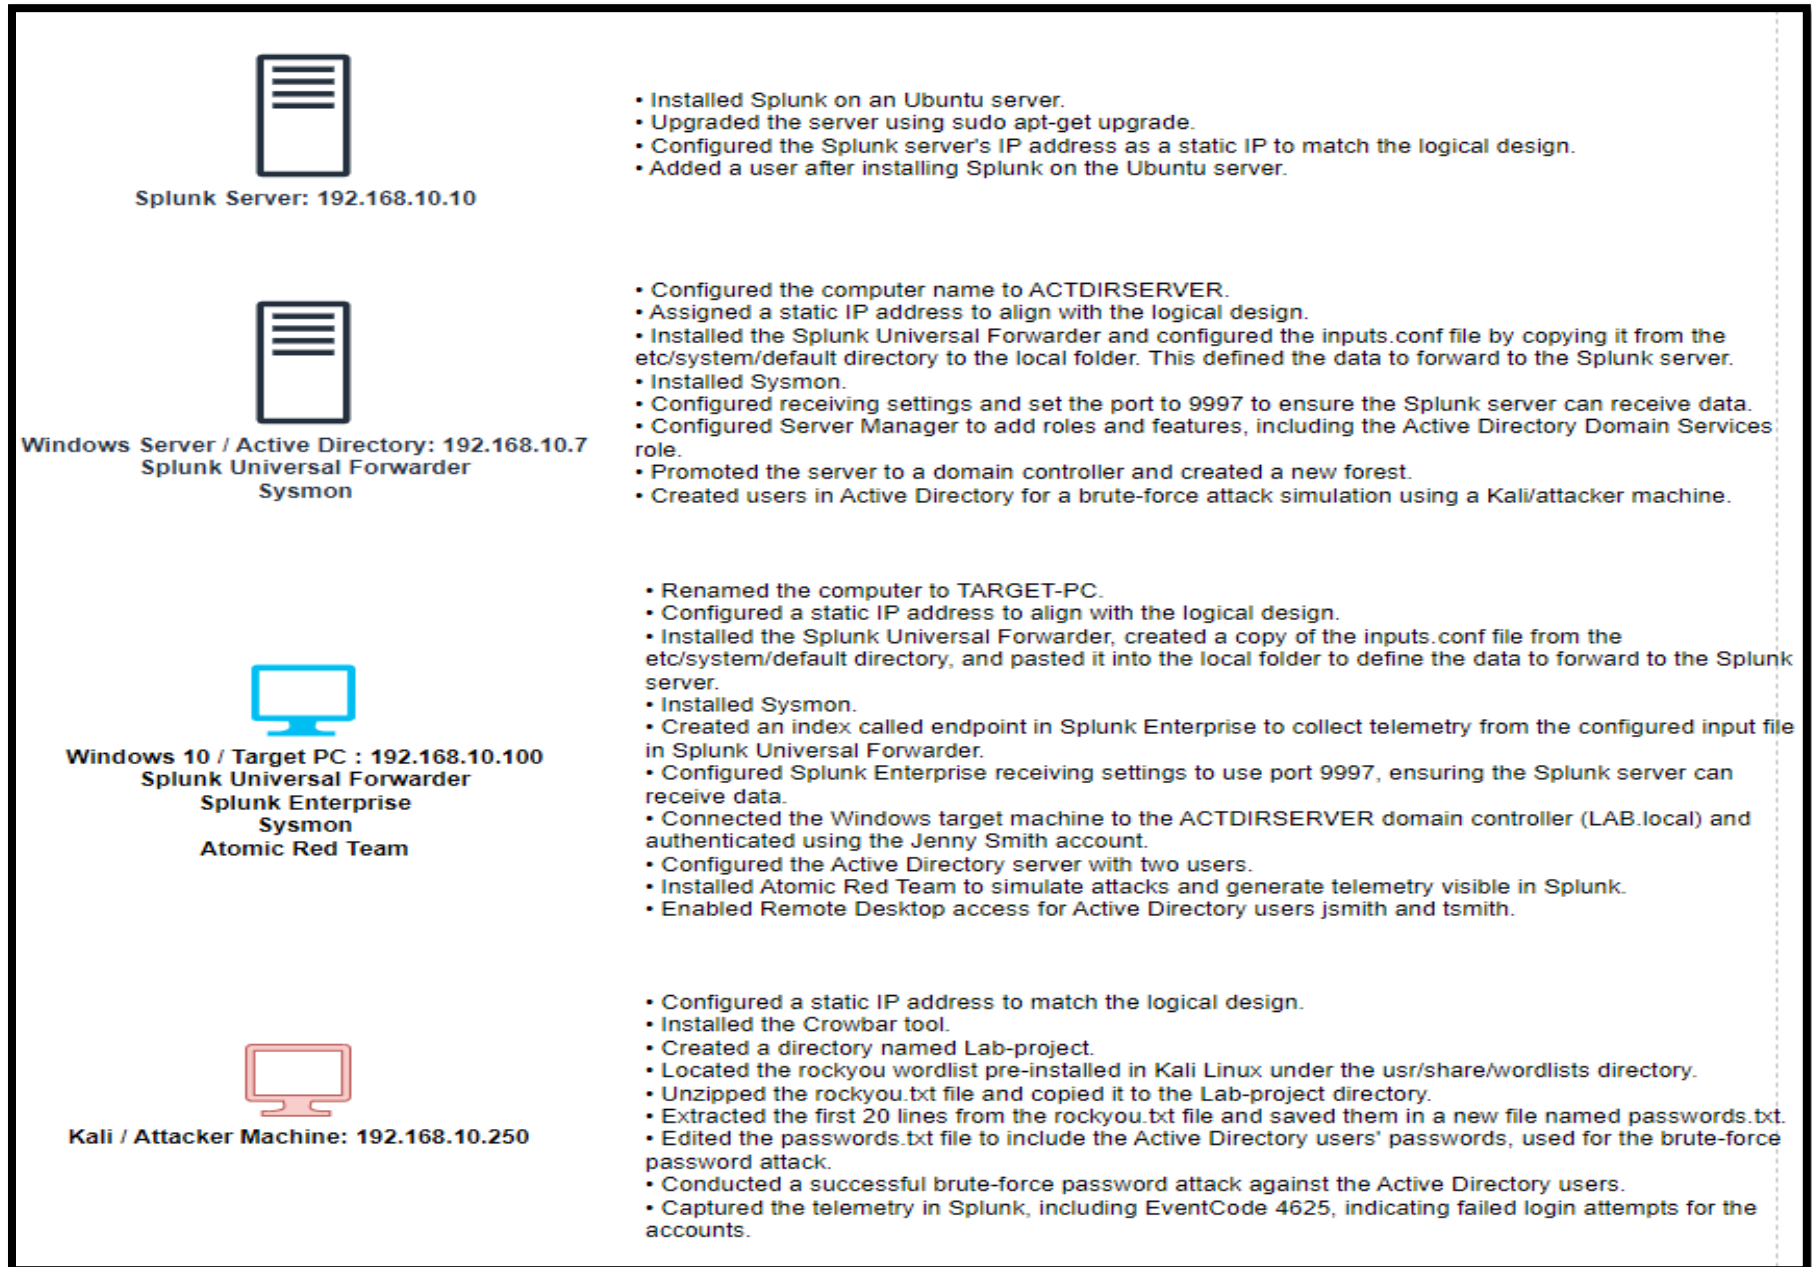 • Installed Splunk on an Ubuntu server.
• Upgraded the server using sudo apt-get upgrade.
• Configured the Splunk server's IP address as a static IP to match the logical design.
• Added a user after installing Splunk on the Ubuntu server.
Splunk Server: 192.168.10.10
• Configured the computer name to ACTDIRSERVER.
• Assigned a static IP address to align with the logical design.
• Installed the Splunk Universal Forwarder and configured the inputs.conf file by copying it from the
etc/system/default directory to the local folder. This defined the data to forward to the Splunk server.
• Installed Sysmon.
• Configured receiving settings and set the port to 9997 to ensure the Splunk server can receive data.
• Configured Server Manager to add roles and features, including the Active Directory Domain Services
role.
• Promoted the server to a domain controller and created a new forest.
• Created users in Active Directory for a brute-force attack simulation using a Kali/attacker machine.
Windows Server / Active Directory: 192.168.10.7
Splunk Universal Forwarder
Sysmon
• Renamed the computer to TARGET-PC.
• Configured a static IP address to align with the logical design.
• Installed the Splunk Universal Forwarder, created a copy of the inputs.conf file from the
etc/system/default directory, and pasted it into the local folder to define the data to forward to the Splunk
server.
• Installed Sysmon.
• Created an index called endpoint in Splunk Enterprise to collect telemetry from the configured input file
in Splunk Universal Forwarder.
• Configured Splunk Enterprise receiving settings to use port 9997, ensuring the Splunk server can
receive data.
• Connected the Windows target machine to the ACTDIRSERVER domain controller (LAB.local) and
authenticated using the Jenny Smith account.
• Configured the Active Directory server with two users.
• Installed Atomic Red Team to simulate attacks and generate telemetry visible in Splunk.
• Enabled Remote Desktop access for Active Directory users jsmith and tsmith.
Windows 10 / Target PC : 192.168.10.100
Splunk Universal Forwarder
Splunk Enterprise
Sysmon
Atomic Red Team
• Configured a static IP address to match the logical design.
• Installed the Crowbar tool.
• Created a directory named Lab-project.
• Located the rockyou wordlist pre-installed in Kali Linux under the usr/share/wordlists directory.
• Unzipped the rockyou.txt file and copied it to the Lab-project directory.
• Extracted the first 20 lines from the rockyou.txt file and saved them in a new file named passwords.txt.
• Edited the passwords.txt file to include the Active Directory users' passwords, used for the brute-force
password attack.
• Conducted a successful brute-force password attack against the Active Directory users.
• Captured the telemetry in Splunk, including EventCode 4625, indicating failed login attempts for the
accounts.
Kali / Attacker Machine: 192.168.10.250